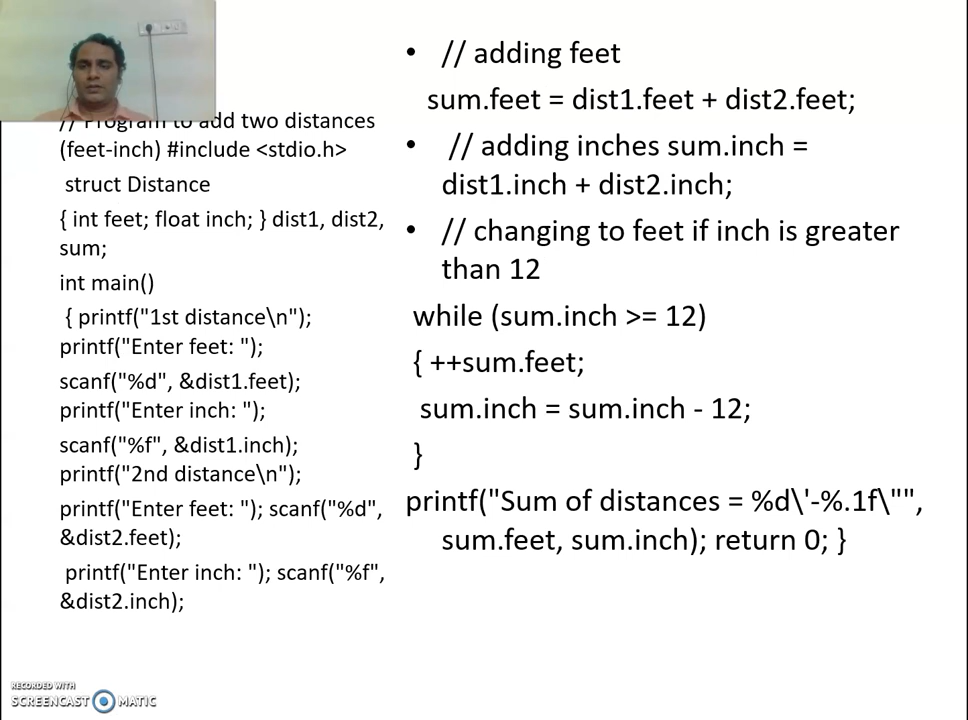 // Program to add two distances
(feet-inch) #include <stdio.h>
struct Distance
{ int feet; float inch; } dist1, dist2,
sum;
int main()
{ printf("1st distance\n");
printf("Enter feet: ");
scanf("%d", &dist1.feet);
printf("Enter inch: ");
scanf("%f", &dist1.inch);
printf("2nd distance\n");
printf("Enter feet: "); scanf("%d",
&dist2.feet);
printf("Enter inch: "); scanf("%f",
&dist2.inch);
• // adding feet
sum.feet = dist1.feet + dist2.feet;
• // adding inches sum.inch =
dist1.inch + dist2.inch;
• // changing to feet if inch is greater
than 12
while (sum.inch >= 12)
{ ++sum.feet;
sum.inch = sum.inch - 12;
}
printf("Sum of distances = %d\'-%.1f\"",
sum.feet, sum.inch); return 0; }
RECORDED WITH
SCREENCAST MATIC